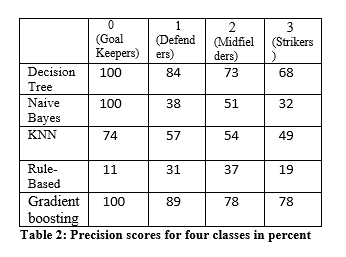 0 (Goal Keepers) 1 (Defend ers) 2 (Midfiel ders) 3 (Strikers )
Decision Tree 100 84 73 68
Naive Bayes 100 38 51 32
KNN 74 57 54 49
Rule-Based 11 31 37 19
Gradient boosting 100 89 78 78
Table 2: Precision scores for four classes in percent